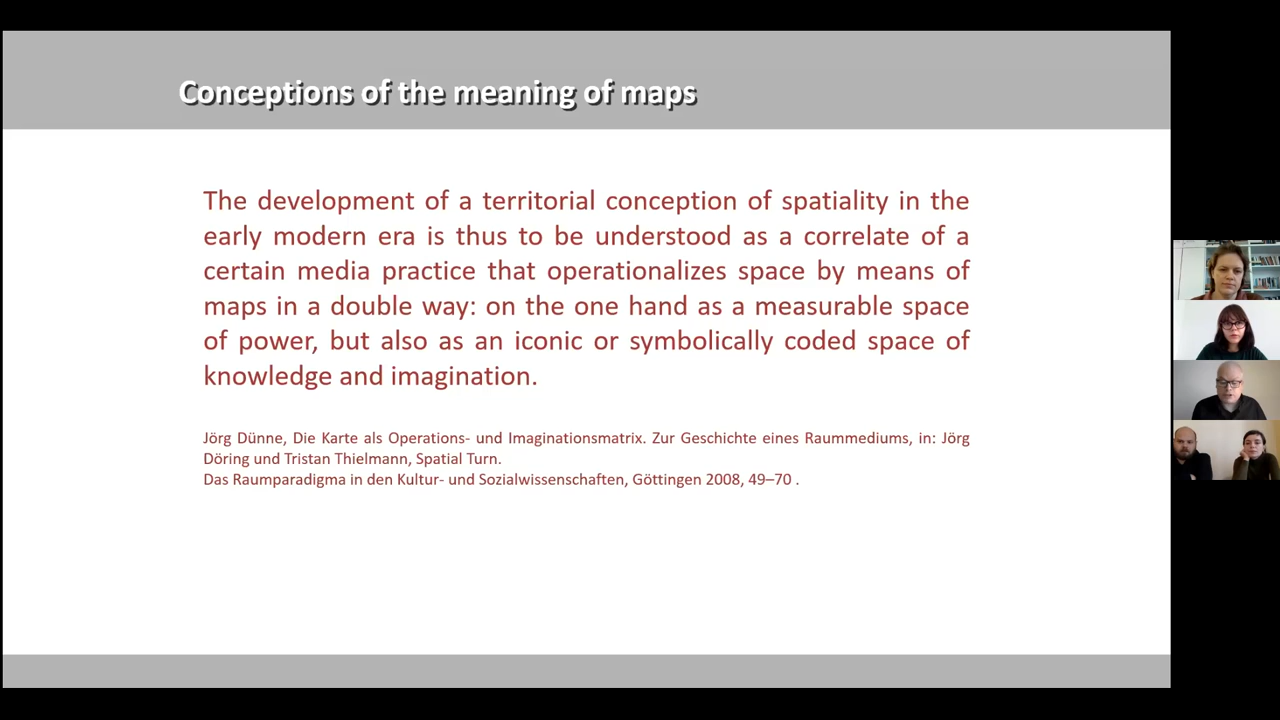 Conceptions of the meaning of maps
The development of a territorial conception of spatiality in the
early modern era is thus to be understood as a correlate of a
certain media practice that operationalizes space by means of
maps in a double way: on the one hand as a measurable space
of power, but also as an iconic or symbolically coded space of
knowledge and imagination.
Jörg Dünne, Die Karte als Operations- und Imaginationsmatrix. Zur Geschichte eines Raummediums, in: Jörg
Döring und Tristan Thielmann, Spatial Turn.
Das Raumparadigma in den Kultur- und Sozialwissenschaften, Göttingen 2008, 49–70 .